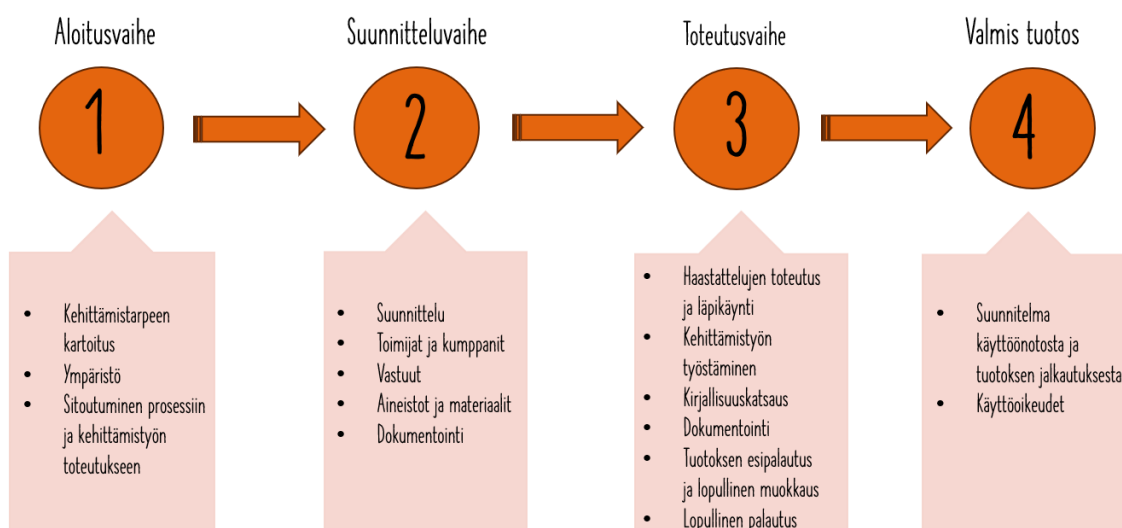 Aloitusvaihe
1
Kehittämistarpeen
kartoitus
Ympäristö
Sitoutuminen prosessiin
ja kehittämistyön
toteutukseen
Suunnitteluvaihe
2
Suunnittelu
Toimijat ja kumppanit
Vastuut
Aineistot ja materiaalit
Dokumentointi
Toteutusvaihe
3
Haastattelujen toteutus
ja läpikäynti
Kehittämistyön
työstäminen
Kirjallisuuskatsaus
Dokumentointi
Tuotoksen esipalautus
ja lopullinen muokkaus
Lopullinen palautus
Valmis tuotos
4
Suunnitelma
käyttöönotosta ja
tuotoksen jalkautuksesta
Käyttöoikeudet